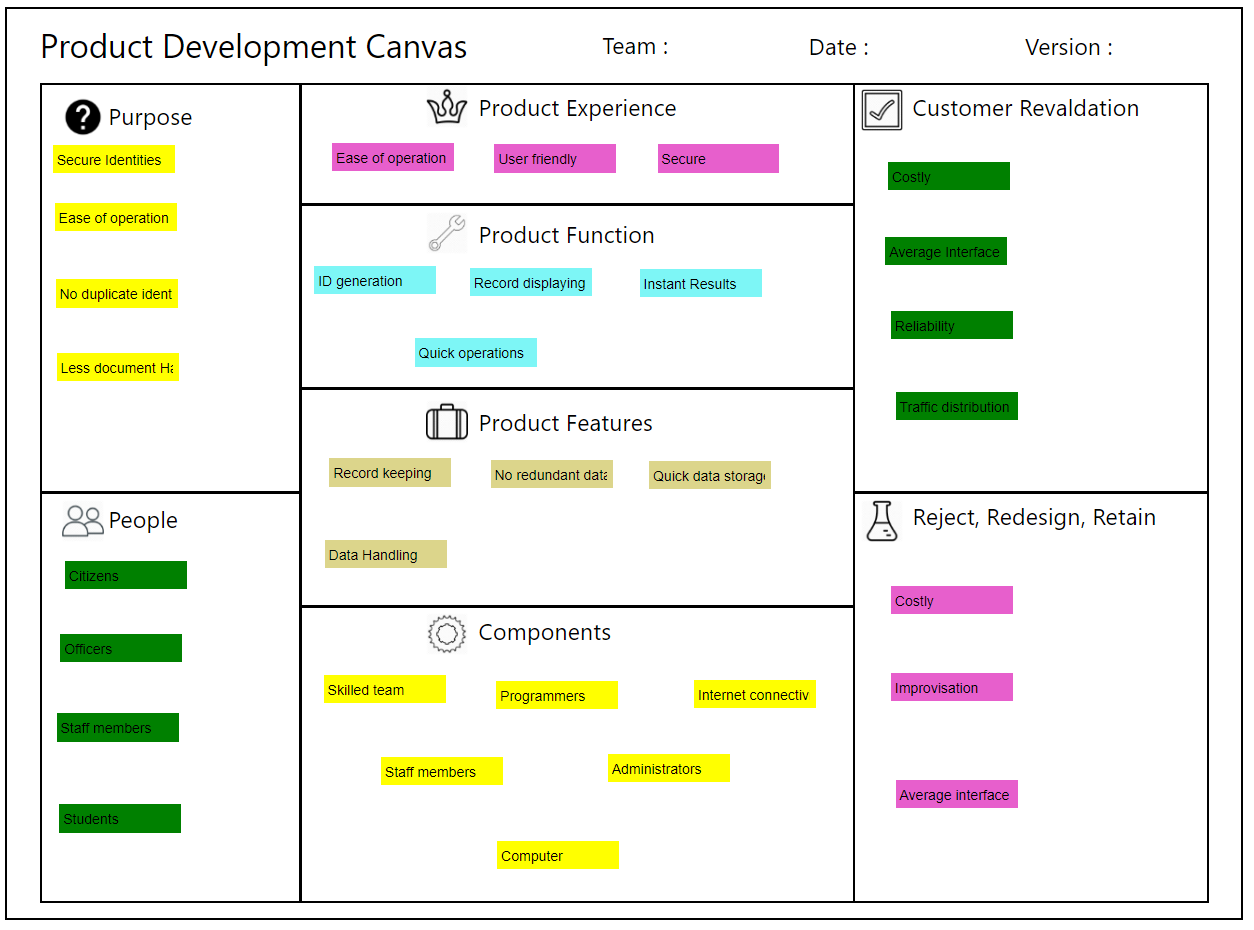 Product Development Canvas
Team :
Date :
Version :
Purpose
Secure Identities
Ease of operation
No duplicate ident
Less document Ha
People
Citizens
Officers
Staff members
Students
Product Experience
Ease of operation
User friendly
Secure
Product Function
ID generation
Record displaying
Instant Results
Quick operations
Product Features
Record keeping
No redundant data
Quick data storage
Data Handling
Components
Skilled team
Programmers
Internet connectiv
Staff members
Administrators
Computer
Customer Revaldation
Costly
Average Interface
Reliability
Traffic distribution
Reject, Redesign, Retain
Costly
Improvisation
Average interface